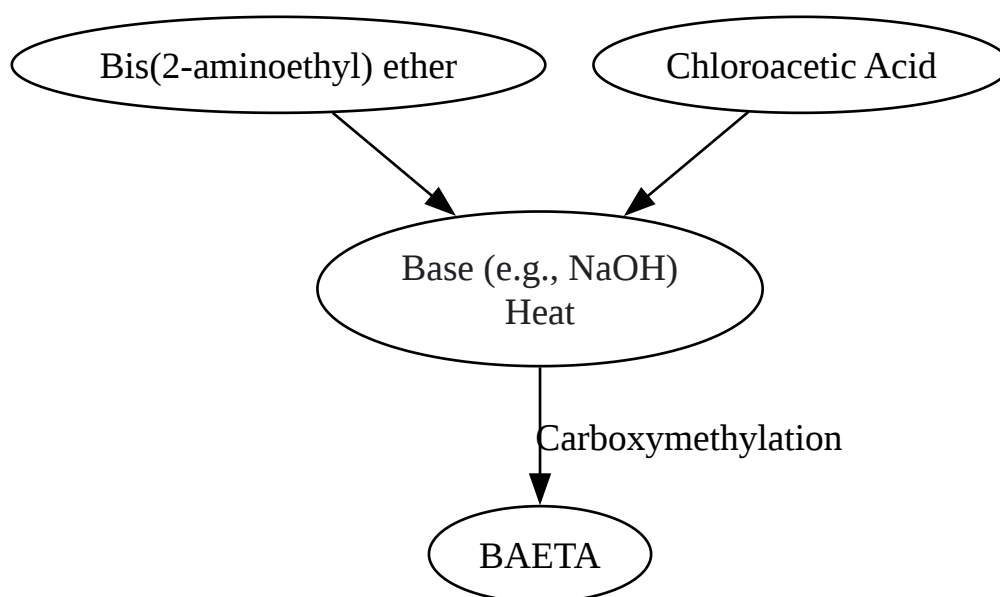 Bis(2-aminoethyl) ether
Chloroacetic Acid
Base (e.g., NaOH)
Heat
Carboxymethylation
BAETA